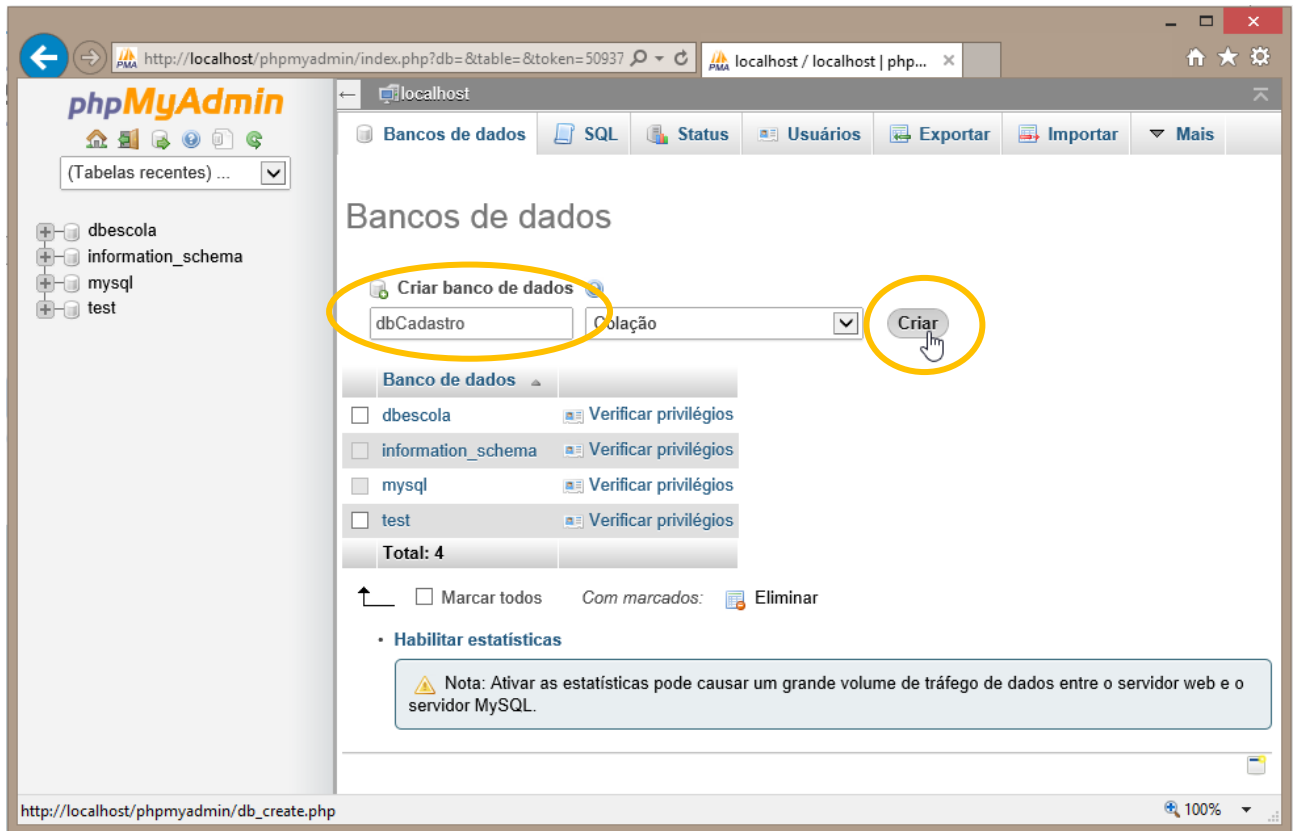 http://localhost/phpmyadmin/index.php?db=&table=&token=50937
localhost / localhost | php...
phpMyAdmin
(Tabelas recentes) ...
dbescola
information_schema
mysql
test
localhost
Bancos de dados SQL Status Usuários Exportar Importar Mais
Bancos de dados
Criar banco de dados
dbCadastro Colação Criar
Banco de dados
dbescola Verificar privilégios
information_schema Verificar privilégios
mysql Verificar privilégios
test Verificar privilégios
Total: 4
Marcar todos Com marcados: Eliminar
• Habilitar estatísticas
Nota: Ativar as estatísticas pode causar um grande volume de tráfego de dados entre o servidor web e o
servidor MySQL.
http://localhost/phpmyadmin/db_create.php
100%